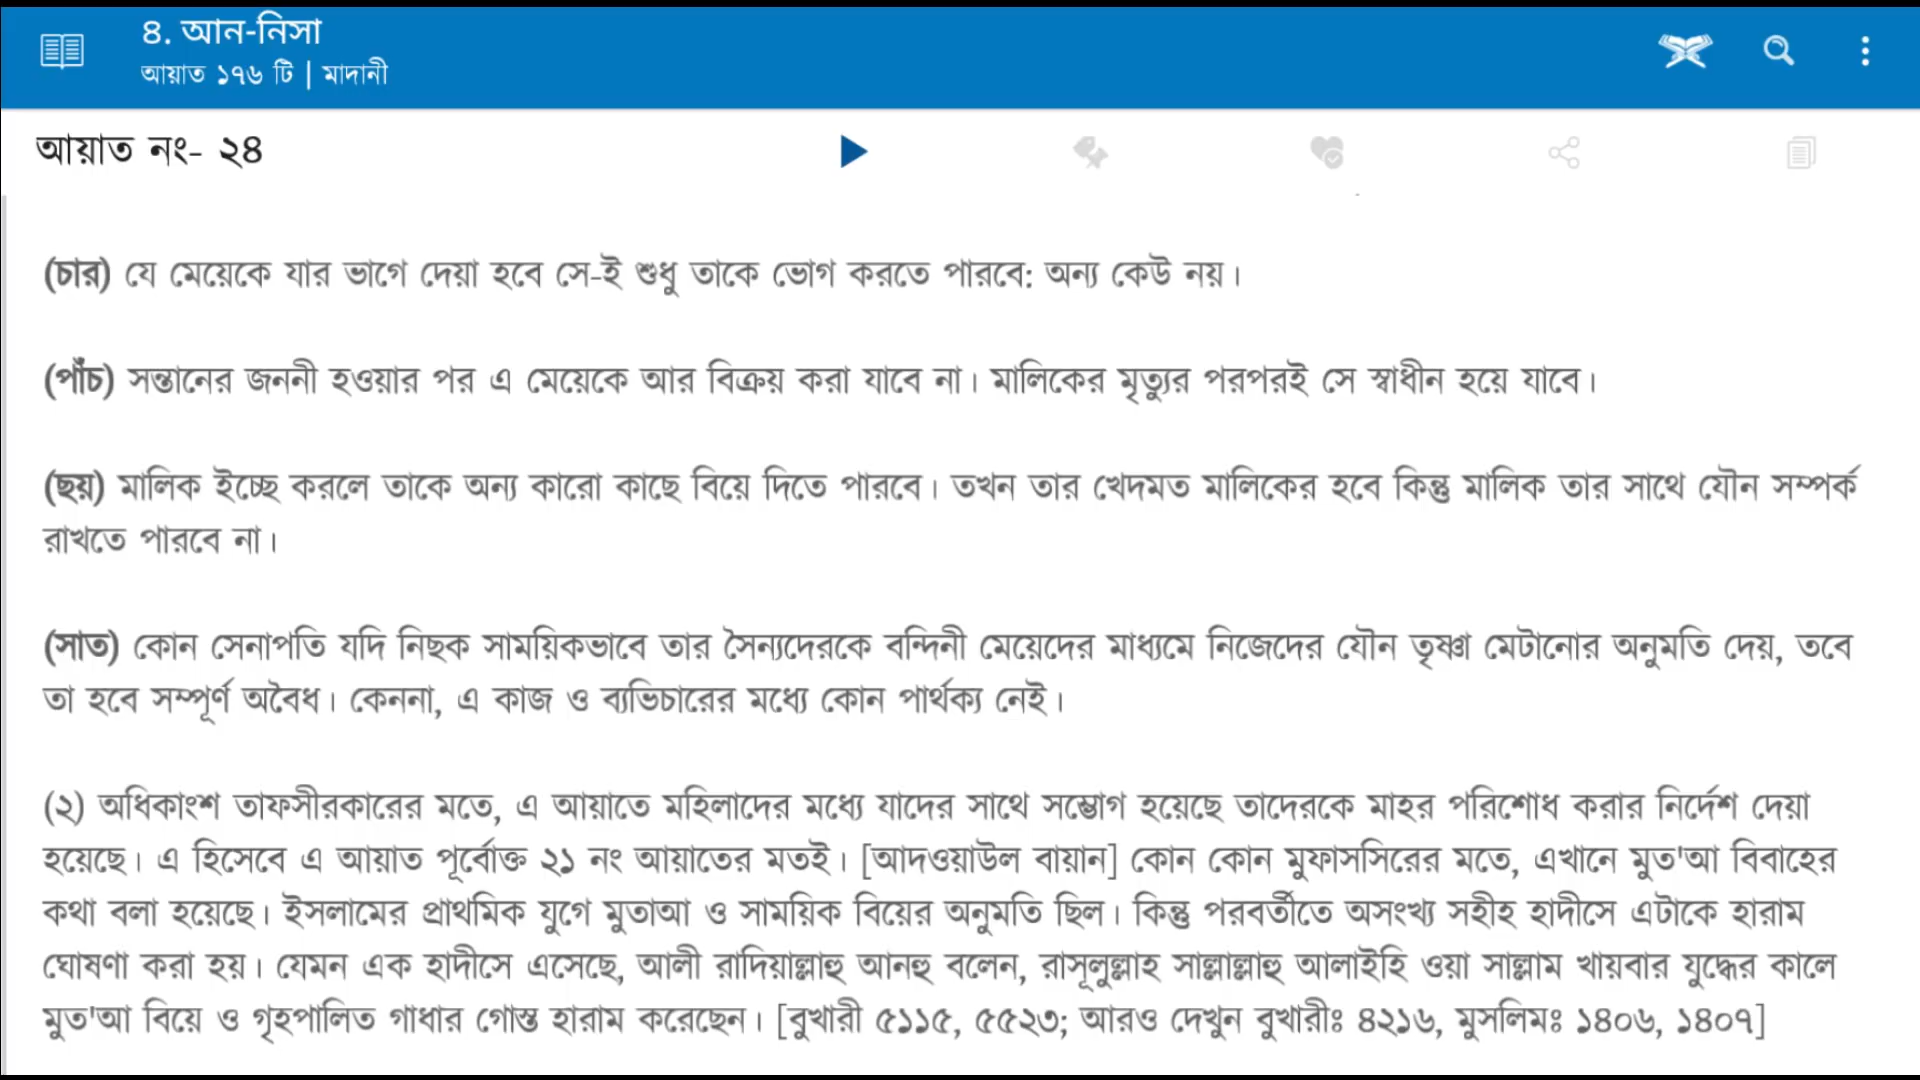 ৪. আন-নিসা
আয়াত ১৭৬ টি | মাদানী
আয়াত নং- ২৪
(চার) যে মেয়েকে যার ভাগে দেয়া হবে সে-ই শুধু তাকে ভোগ করতে পারবে: অন্য কেউ নয়।
(পাঁচ) সন্তানের জননী হওয়ার পর এ মেয়েকে আর বিক্রয় করা যাবে না। মালিকের মৃত্যুর পরপরই সে স্বাধীন হয়ে যাবে।
(ছয়) মালিক ইচ্ছে করলে তাকে অন্য কারো কাছে বিয়ে দিতে পারবে। তখন তার খেদমত মালিকের হবে কিন্তু মালিক তার সাথে যৌন সম্পর্ক
রাখতে পারবে না।
(সাত) কোন সেনাপতি যদি নিছক সাময়িকভাবে তার সৈন্যদেরকে বন্দিনী মেয়েদের মাধ্যমে নিজেদের যৌন তৃষ্ণা মেটানোর অনুমতি দেয়, তবে
তা হবে সম্পূর্ণ অবৈধ। কেননা, এ কাজ ও ব্যভিচারের মধ্যে কোন পার্থক্য নেই।
(২) অধিকাংশ তাফসীরকারের মতে, এ আয়াতে মহিলাদের মধ্যে যাদের সাথে সম্ভোগ হয়েছে তাদেরকে মাহর পরিশোধ করার নির্দেশ দেয়া
হয়েছে। এ হিসেবে এ আয়াত পূর্বোক্ত ২১ নং আয়াতের মতই। [আদওয়াউল বায়ান] কোন কোন মুফাসসিরের মতে, এখানে মুত'আ বিবাহের
কথা বলা হয়েছে। ইসলামের প্রাথমিক যুগে মুতাআ ও সাময়িক বিয়ের অনুমতি ছিল। কিন্তু পরবর্তীতে অসংখ্য সহীহ হাদীসে এটাকে হারাম
ঘোষণা করা হয়। যেমন এক হাদীসে এসেছে, আলী রাদিয়াল্লাহু আনহু বলেন, রাসূলুল্লাহ সাল্লাল্লাহু আলাইহি ওয়া সাল্লাম খায়বার যুদ্ধের কালে
মুত'আ বিয়ে ও গৃহপালিত গাধার গোস্ত হারাম করেছেন। [বুখারী ৫১১৫, ৫৫২৩; আরও দেখুন বুখারীঃ ৪২১৬, মুসলিমঃ ১৪০৬, ১৪০৭]